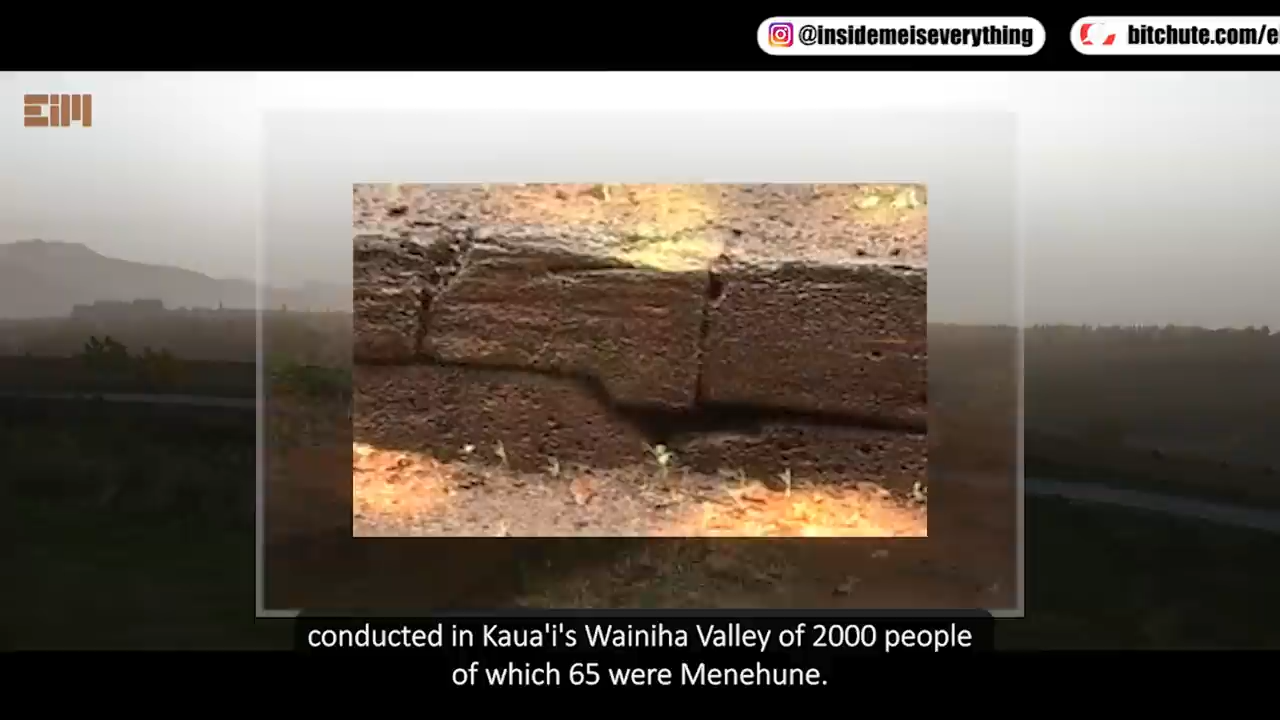 @insidemeiseverything
bitchute.com/e
EIM
conducted in Kaua'i's Wainiha Valley of 2000 people
of which 65 were Menehune.